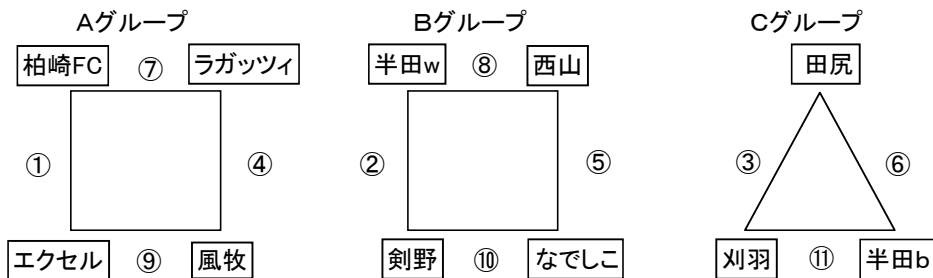 Aグループ Bグループ Cグループ
柏崎FC ⑦ ラガッツィ 半田w ⑧ 西山 田尻
① ④ ② ⑤ ③ ⑥
エクセル ⑨ 風牧 剣野 ⑩ なでしこ 刈羽 ⑪ 半田b